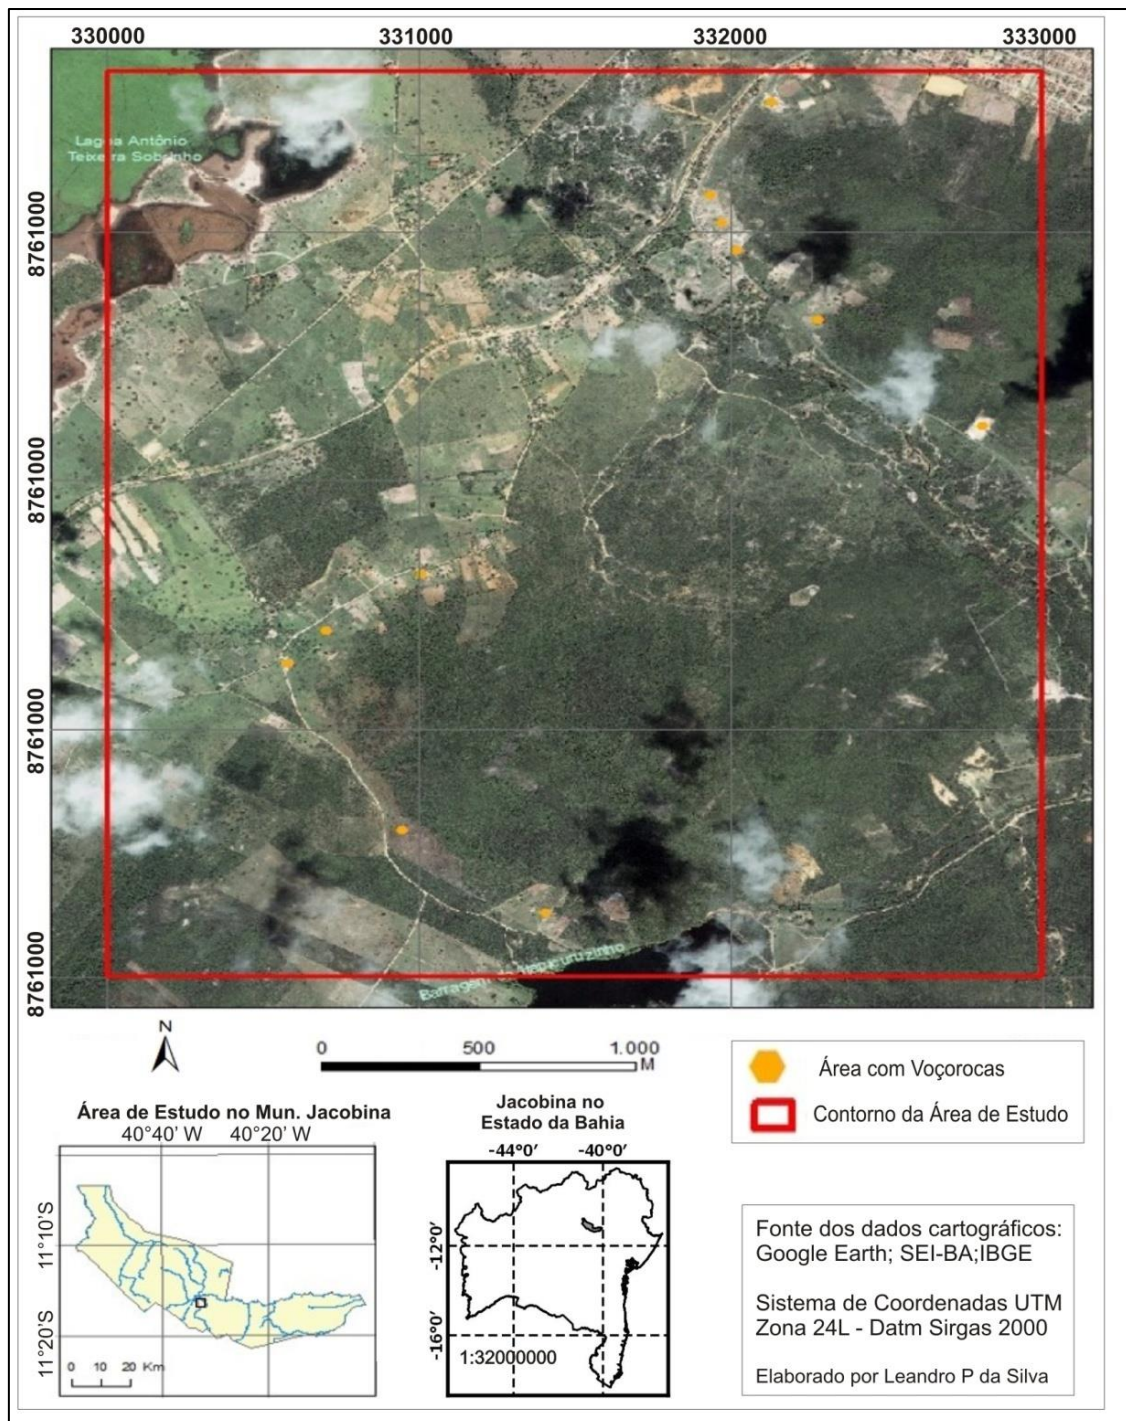 330000 331000 332000 333000
Lagoa Antônio
Teixeira Sobrinho
8761000
8761000
8761000
8761000
Barragem
N
0 500 1.000
M
Área com Voçorocas
Contorno da Área de Estudo
Área de Estudo no Mun. Jacobina
40°40' W 40°20' W
11°10'S
11°20'S
0 10 20 Km
Jacobina no
Estado da Bahia
-44°0' -40°0'
-12°0'
-16°0'
1:32000000
Fonte dos dados cartográficos:
Google Earth; SEI-BA;IBGE
Sistema de Coordenadas UTM
Zona 24L - Datm Sirgas 2000
Elaborado por Leandro P da Silva